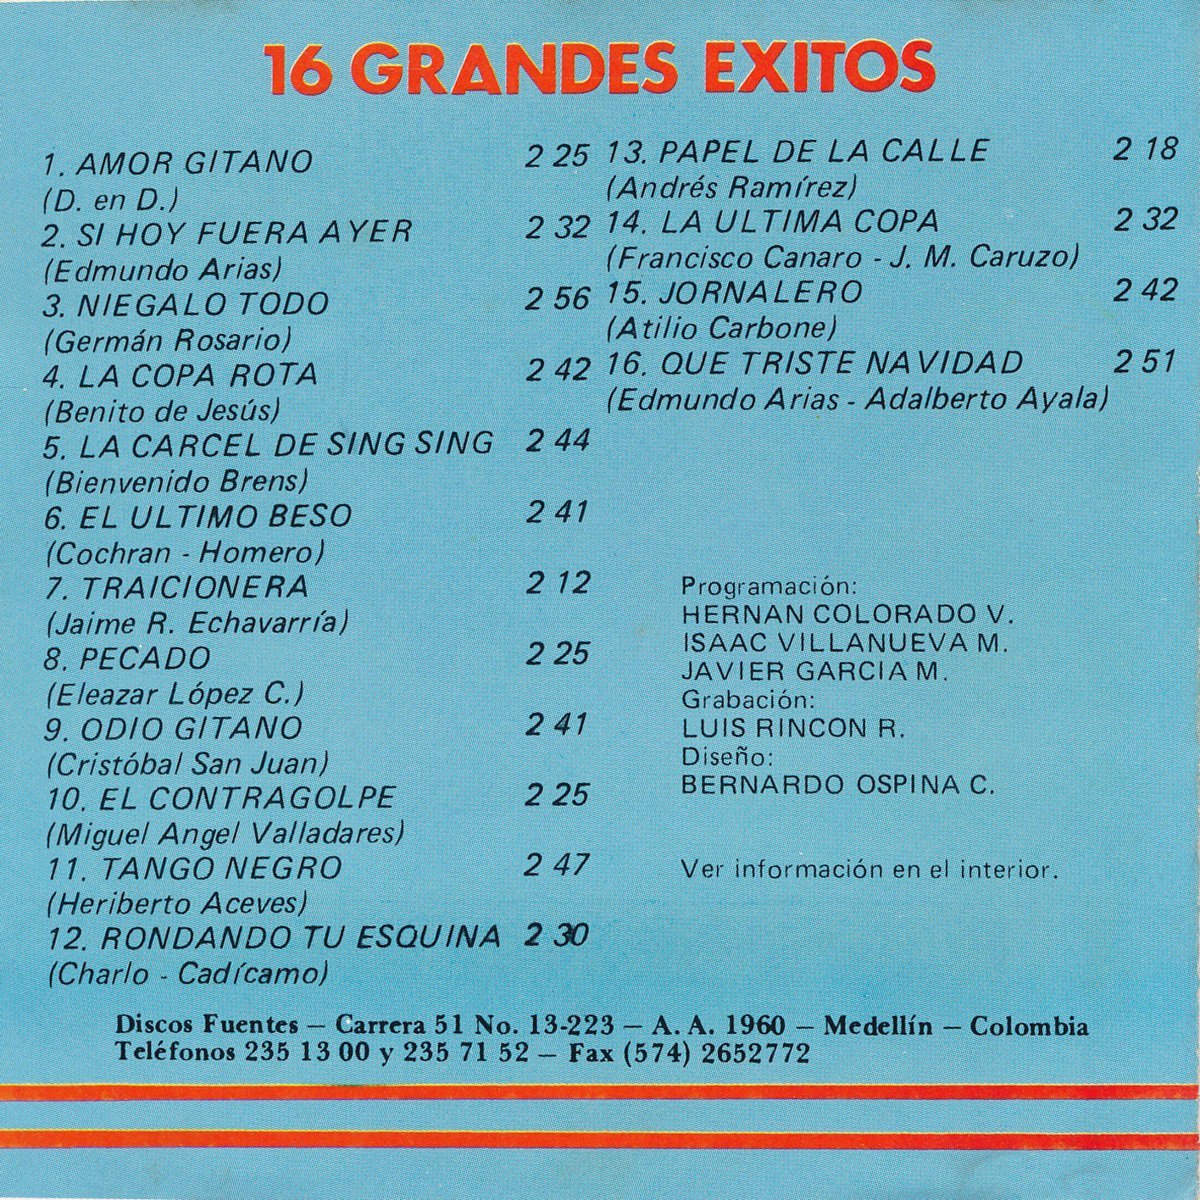 16 GRANDES EXITOS
1. AMOR GITANO 2 25
(D. en D.)
2. SI HOY FUERA AYER 2 32
(Edmundo Arias)
3. NIEGALO TODO 2 56
(Germán Rosario)
4. LA COPA ROTA 2 42
(Benito de Jesús)
5. LA CARCEL DE SING SING 2 44
(Bienvenido Brens)
6. EL ULTIMO BESO 2 41
(Cochran - Homero)
7. TRAICIONERA 2 12
(Jaime R. Echavarría)
8. PECADO 2 25
(Eleazar López C.)
9. ODIO GITANO 2 41
(Cristóbal San Juan)
10. EL CONTRAGOLPE 2 25
(Miguel Angel Valladares)
11. TANGO NEGRO 2 47
(Heriberto Aceves)
12. RONDANDO TU ESQUINA 2 30
(Charlo - Cadícamo)
13. PAPEL DE LA CALLE 2 18
(Andrés Ramírez)
14. LA ULTIMA COPA 2 32
(Francisco Canaro - J. M. Caruzo)
15. JORNALERO 2 42
(Atilio Carbone)
16. QUE TRISTE NAVIDAD 2 51
(Edmundo Arias - Adalberto Ayala)
Programación:
HERNAN COLORADO V.
ISAAC VILLANUEVA M.
JAVIER GARCIA M.
Grabación:
LUIS RINCON R.
Diseño:
BERNARDO OSPINA C.
Ver información en el interior.
Discos Fuentes — Carrera 51 No. 13-223 — A. A. 1960 — Medellín — Colombia
Teléfonos 235 13 00 y 235 71 52 — Fax (574) 2652772